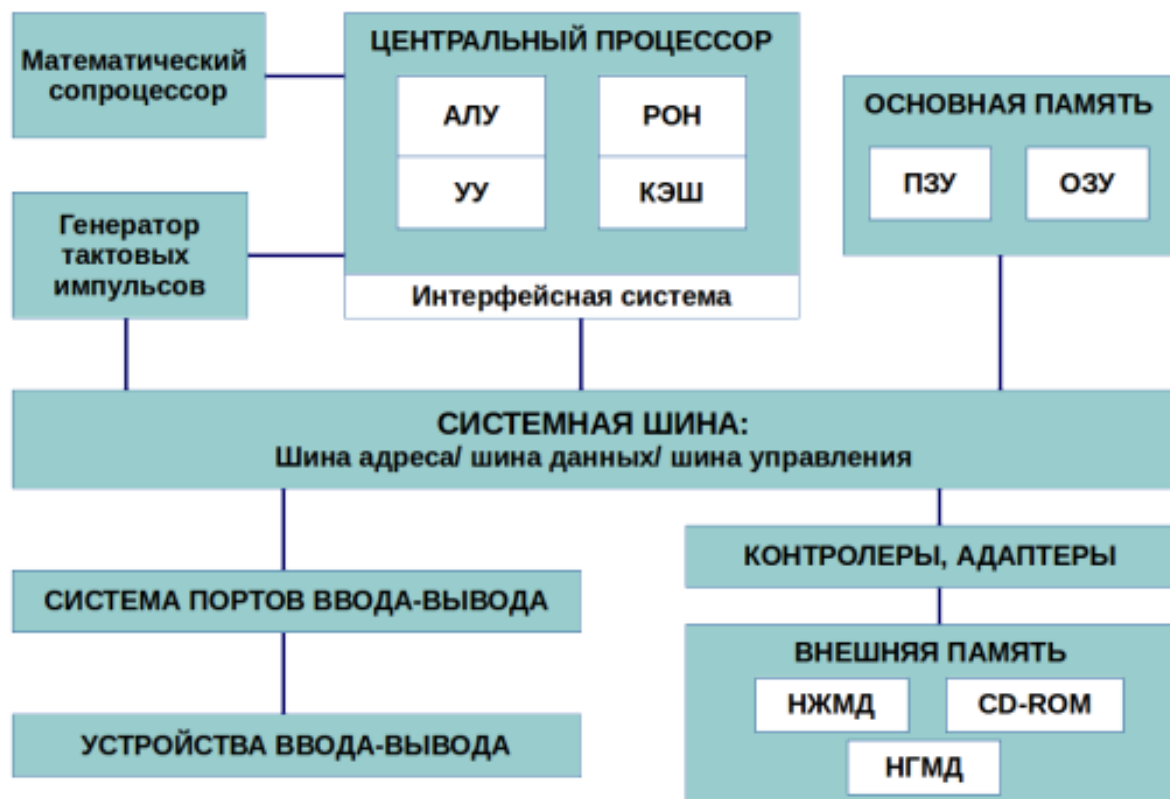 Математический
сопроцессор
ЦЕНТРАЛЬНЫЙ ПРОЦЕССОР
АЛУ
РОН
УУ
КЭШ
Интерфейсная система
ОСНОВНАЯ ПАМЯТЬ
ПЗУ
ОЗУ
Генератор
тактовых
импульсов
СИСТЕМНАЯ ШИНА:
Шина адреса/ шина данных/ шина управления
СИСТЕМА ПОРТОВ ВВОДА-ВЫВОДА
УСТРОЙСТВА ВВОДА-ВЫВОДА
КОНТРОЛЕРЫ, АДАПТЕРЫ
ВНЕШНЯЯ ПАМЯТЬ
НЖМД
CD-ROM
НГМД